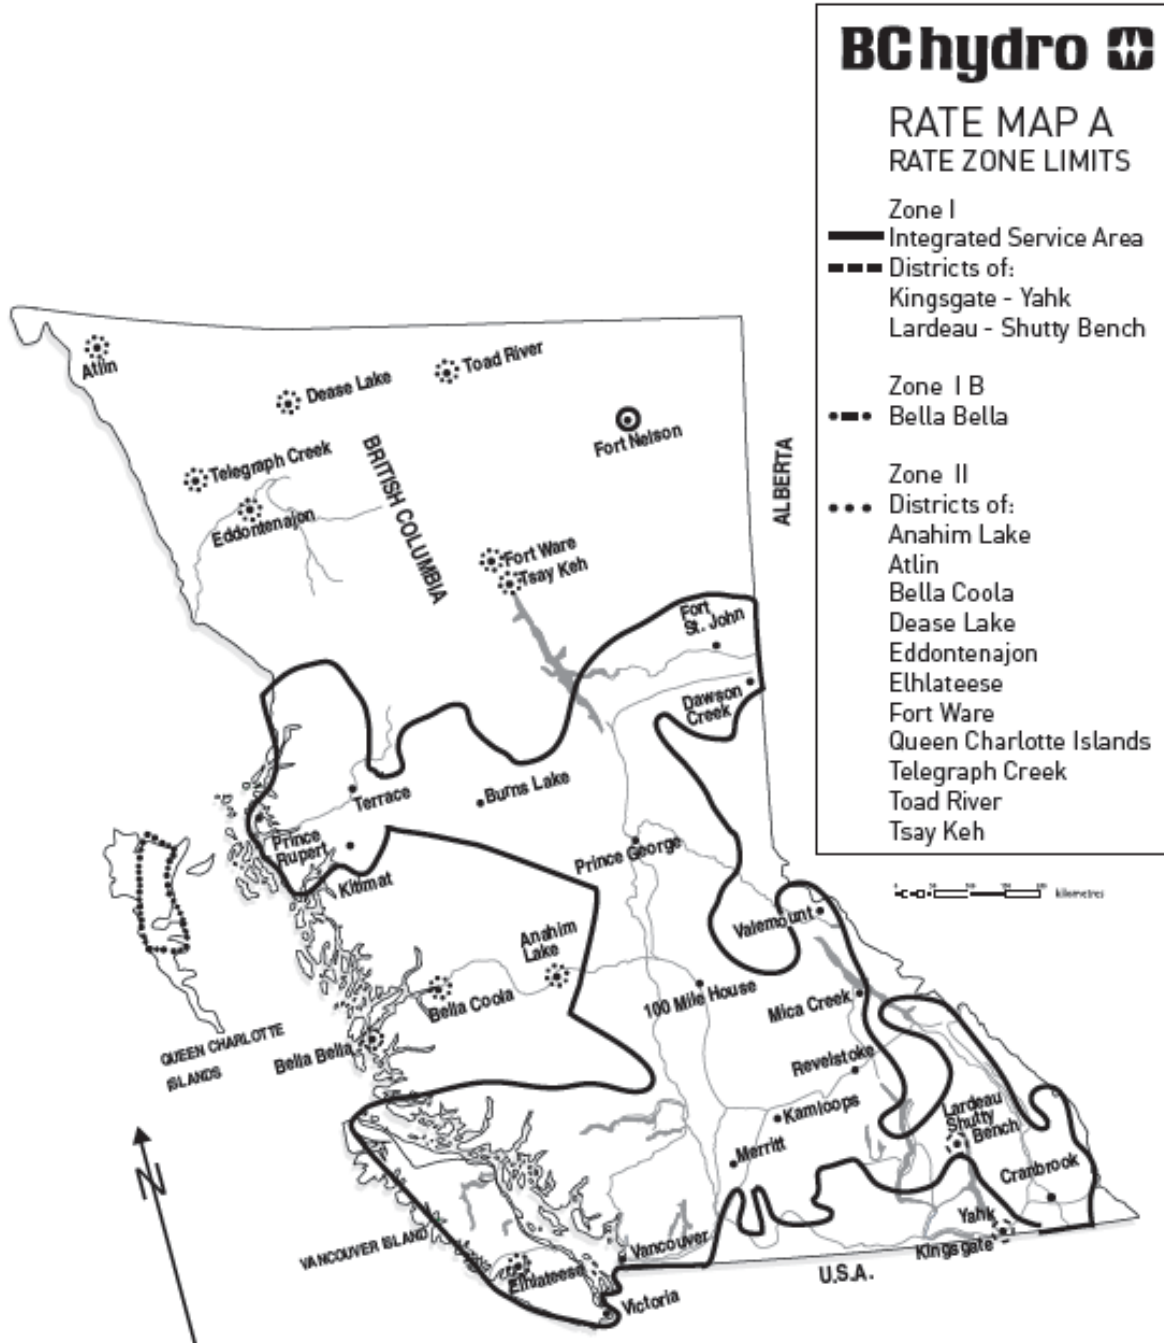 BC hydro
RATE MAP A
RATE ZONE LIMITS
Zone I
Integrated Service Area
Districts of:
Kingsgate - Yahk
Lardeau - Shutty Bench
Zone I B
Bella Bella
Zone II
Districts of:
Anahim Lake
Atlin
Bella Coola
Dease Lake
Eddontenajon
Elhlateese
Fort Ware
Queen Charlotte Islands
Telegraph Creek
Toad River
Tsay Keh
kilometres
Atlin
Dease Lake
Toad River
Fort Nelson
Telegraph Creek
Eddontenajon
BRITISH COLUMBIA
ALBERTA
Fort Ware
Tsay Keh
Fort
St. John
Dawson
Creek
Terrace
Burns Lake
Prince
Rupert
Kitimat
Prince George
Valemount
Anahim
Lake
Bella Coola
100 Mile House
Mica Creek
QUEEN CHARLOTTE
ISLANDS
Bella Bella
Revelstoke
Kamloops
Lardeau
Shutty
Bench
Merritt
Cranbrook
N
Yahk
Kingsgate
VANCOUVER ISLAND
Vancouver
Elhlateese
U.S.A.
Victoria